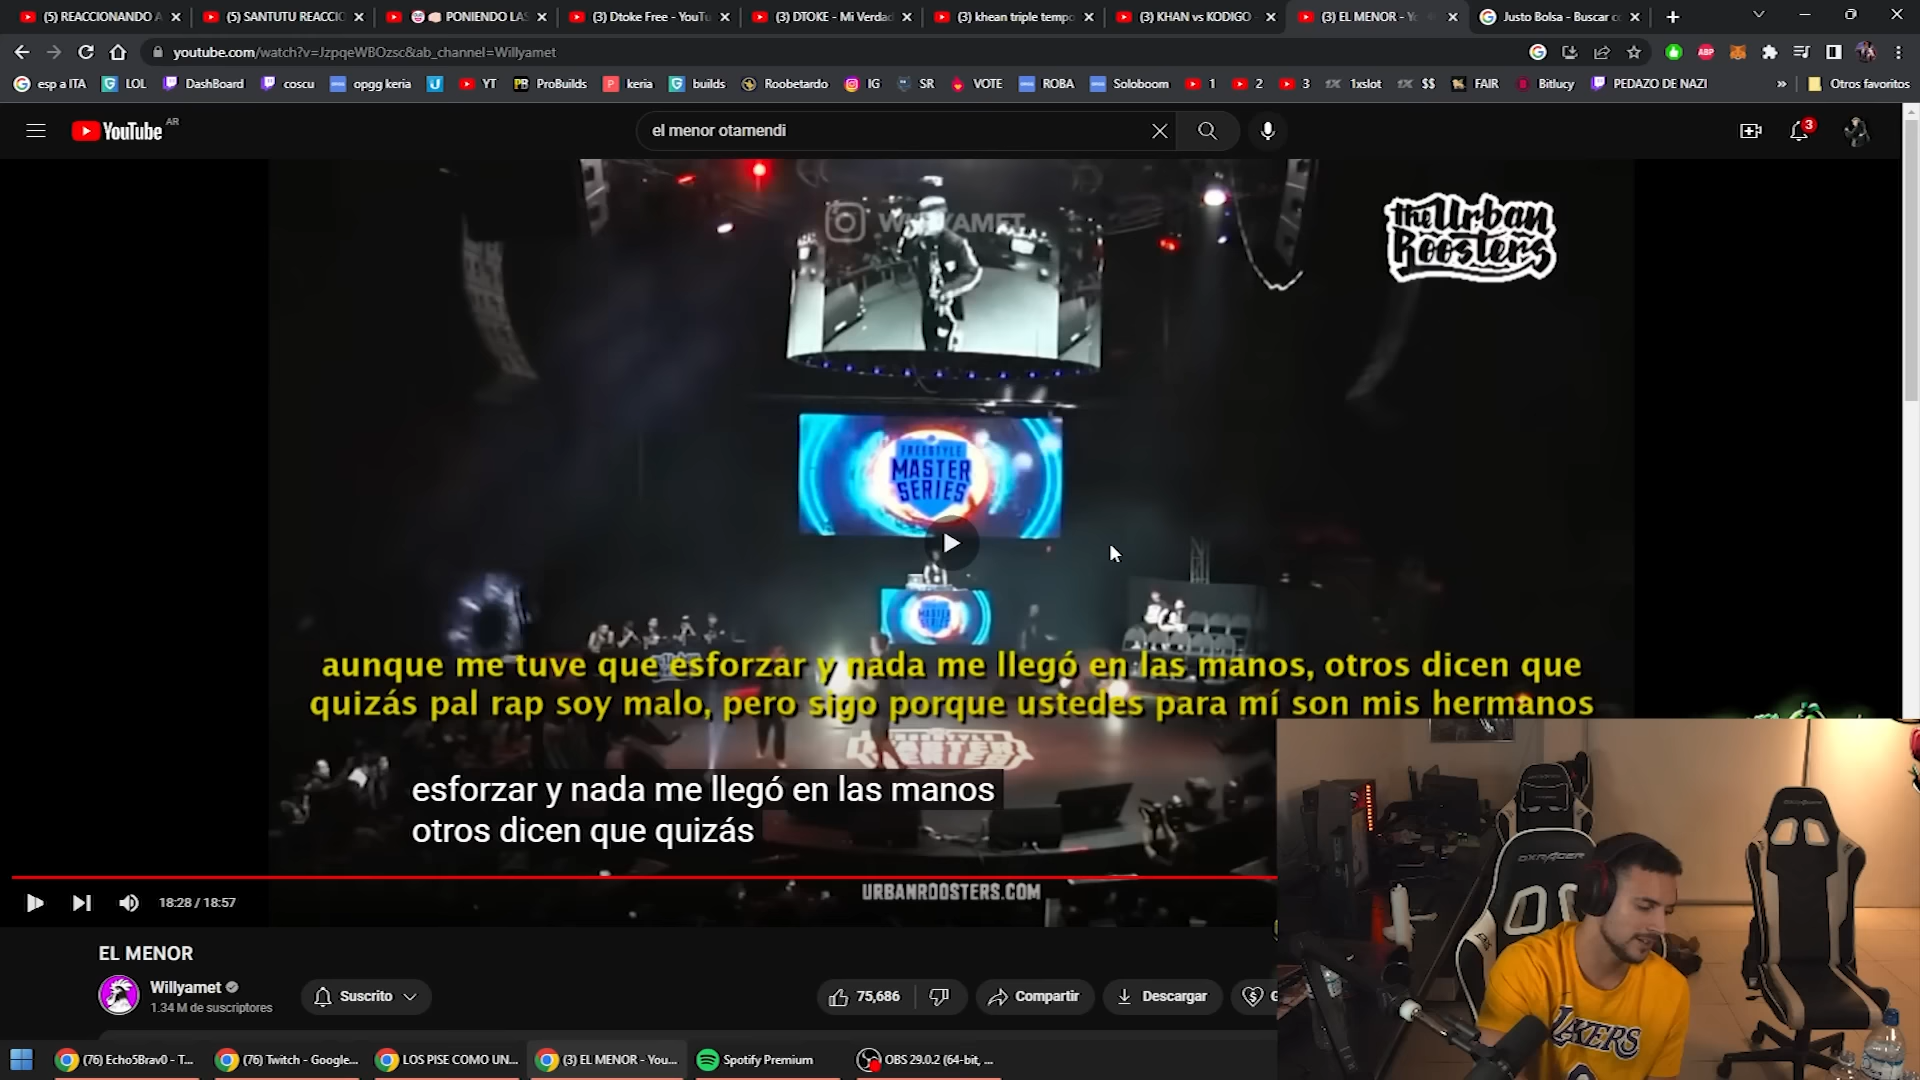 (5) REACCIONANDO A
(5) SANTUTU REACCIO
PONIENDO LAS
(3) Dtoke Free - YouTu
(3) DTOKE - Mi Verdad
(3) khean triple tempo
(3) KHAN vs KODIGO -
(3) EL MENOR - Yo
Justo Bolsa - Buscar co
youtube.com/watch?v=JzpqeWBOzsc&ab_channel=Willyamet
esp a ITA
LOL
DashBoard
coscu
opgg keria
YT
ProBuilds
keria
builds
Roobetardo
IG
SR
VOTE
ROBA
Soloboom
1
2
3
1xslot
$$
FAIR
Bitlucy
PEDAZO DE NAZI
»
Otros favoritos
YouTube AR
el menor otamendi
3
WILLYAMET
the Urban
Roosters
FREESTYLE
MASTER
SERIES
aunque me tuve que esforzar y nada me llegó en las manos, otros dicen que
quizás pal rap soy malo, pero sigo porque ustedes para mí son mis hermanos
FREESTYLE
MASTER
SERIES
esforzar y nada me llegó en las manos
otros dicen que quizás
URBANROOSTERS.COM
18:28 / 18:57
EL MENOR
Willyamet
1.34 M de suscriptores
Suscrito
75,686
Compartir
Descargar
G
DXRACER
LAKERS
(76) Echo5Brav0 - T...
(76) Twitch - Google...
LOS PISE COMO UN...
(3) EL MENOR - You...
Spotify Premium
OBS 29.0.2 (64-bit, ...